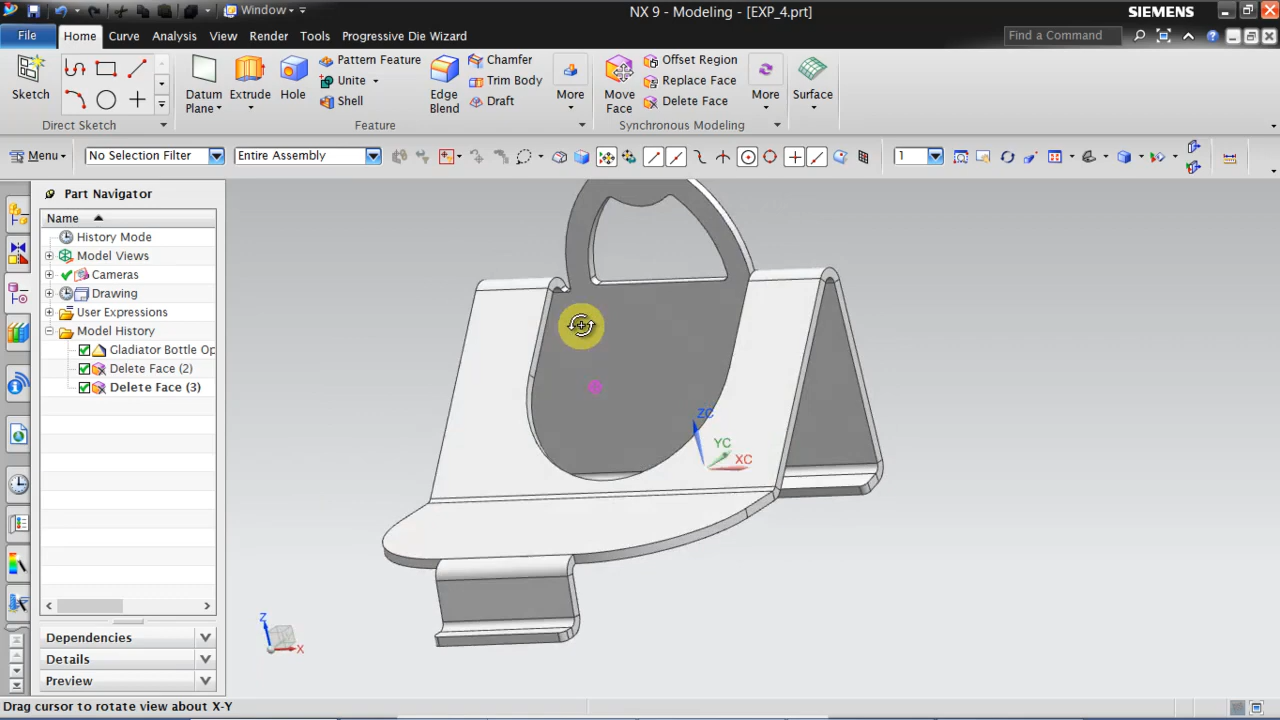 Window
NX 9 - Modeling - [EXP_4.prt]
SIEMENS
File
Home
Curve
Analysis
View
Render
Tools
Progressive Die Wizard
Find a Command
Sketch
Datum Plane
Extrude
Hole
Pattern Feature
Unite
Shell
Edge Blend
Chamfer
Trim Body
Draft
More
Move Face
Offset Region
Replace Face
Delete Face
More
Surface
Direct Sketch
Feature
Synchronous Modeling
Menu
No Selection Filter
Entire Assembly
1
Part Navigator
Name
History Mode
Model Views
Cameras
Drawing
User Expressions
Model History
Gladiator Bottle Op
Delete Face (2)
Delete Face (3)
Dependencies
Details
Preview
ZC
YC
XC
Z
X
Drag cursor to rotate view about X-Y